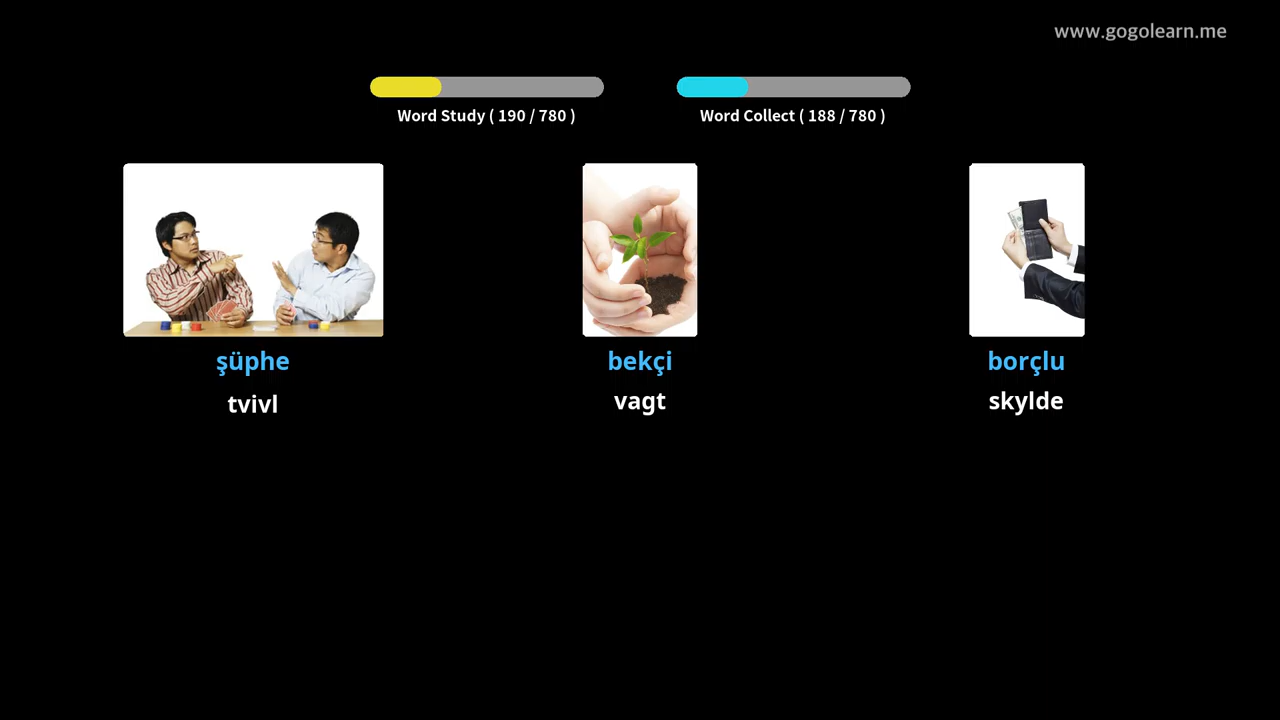 www.gogolearn.me
Word Study ( 190 / 780 )
Word Collect ( 188 / 780 )
şüphe
tvivl
bekçi
vagt
borçlu
skylde